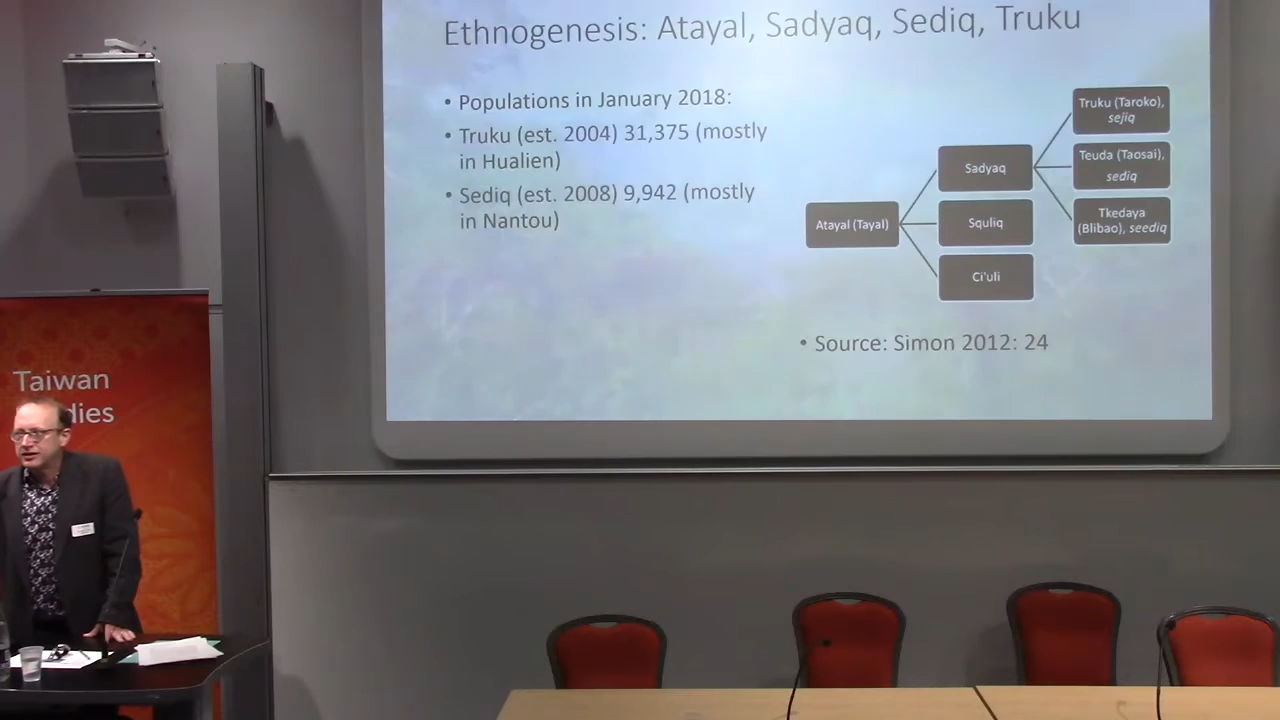 Ethnogenesis: Atayal, Sadyaq, Sediq, Truku
• Populations in January 2018:
• Truku (est. 2004) 31,375 (mostly
in Hualien)
• Sediq (est. 2008) 9,942 (mostly
in Nantou)
Atayal (Tayal)
Sadyaq
Squliq
Ci'uli
Truku (Taroko),
sejiq
Teuda (Taosai),
sediq
Tkedaya
(Blibao), seediq
• Source: Simon 2012: 24
Taiwan
dies